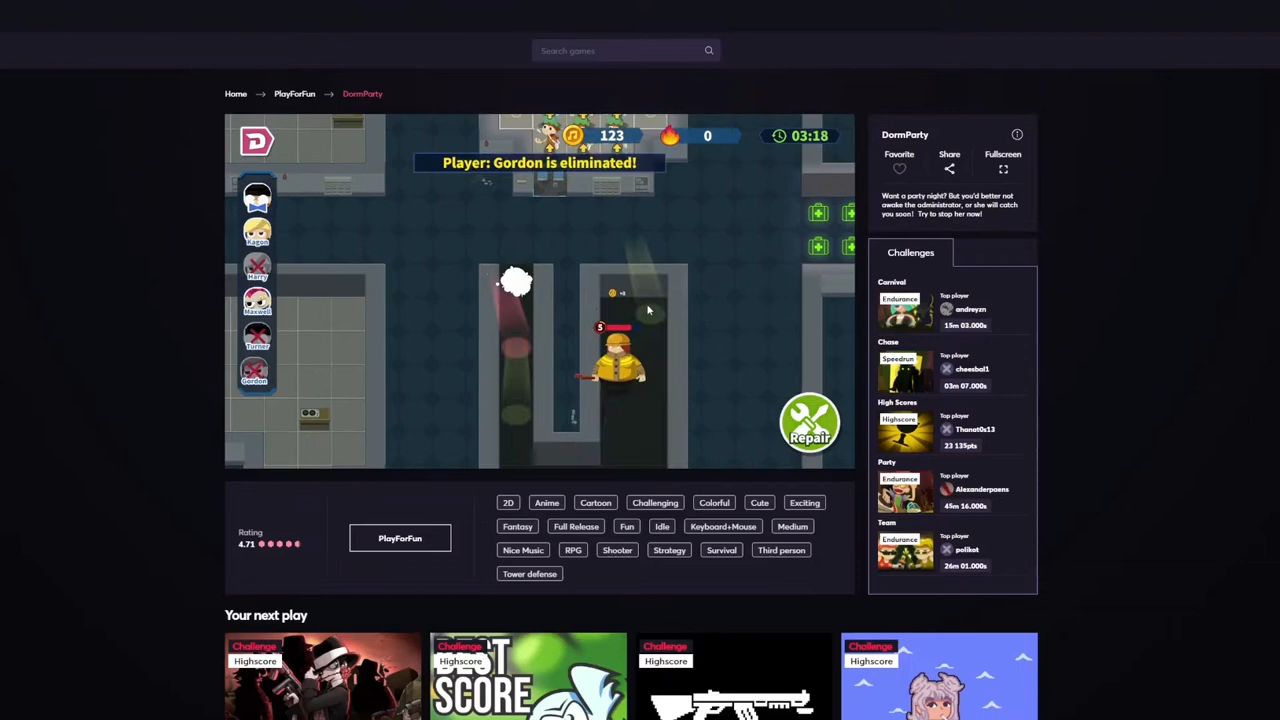 Search games
Home → PlayForFun → DormParty
D
123
0
03:18
Player: Gordon is eliminated!
Kagon
Harry
Maxwell
Turner
Gordon
+8
5
Repair
DormParty
Favorite
Share
Fullscreen
Want a party night? But you'd better not
awake the administrator, or she will catch
you soon! Try to stop her now!
Challenges
Carnival
Endurance
Top player
andreyzn
15m 03.000s
Chase
Speedrun
Top player
cheesbal1
03m 07.000s
High Scores
Highscore
Top player
Thanat0s13
23 135pts
Party
Endurance
Top player
Alexanderpaens
45m 16.000s
Team
Endurance
Top player
polikot
26m 01.000s
Rating
4.71
PlayForFun
2D Anime Cartoon Challenging Colorful Cute Exciting
Fantasy Full Release Fun Idle Keyboard+Mouse Medium
Nice Music RPG Shooter Strategy Survival Third person
Tower defense
Your next play
Challenge
Highscore
Challenge
Highscore
BEST
SCORE
Challenge
Highscore
Challenge
Highscore